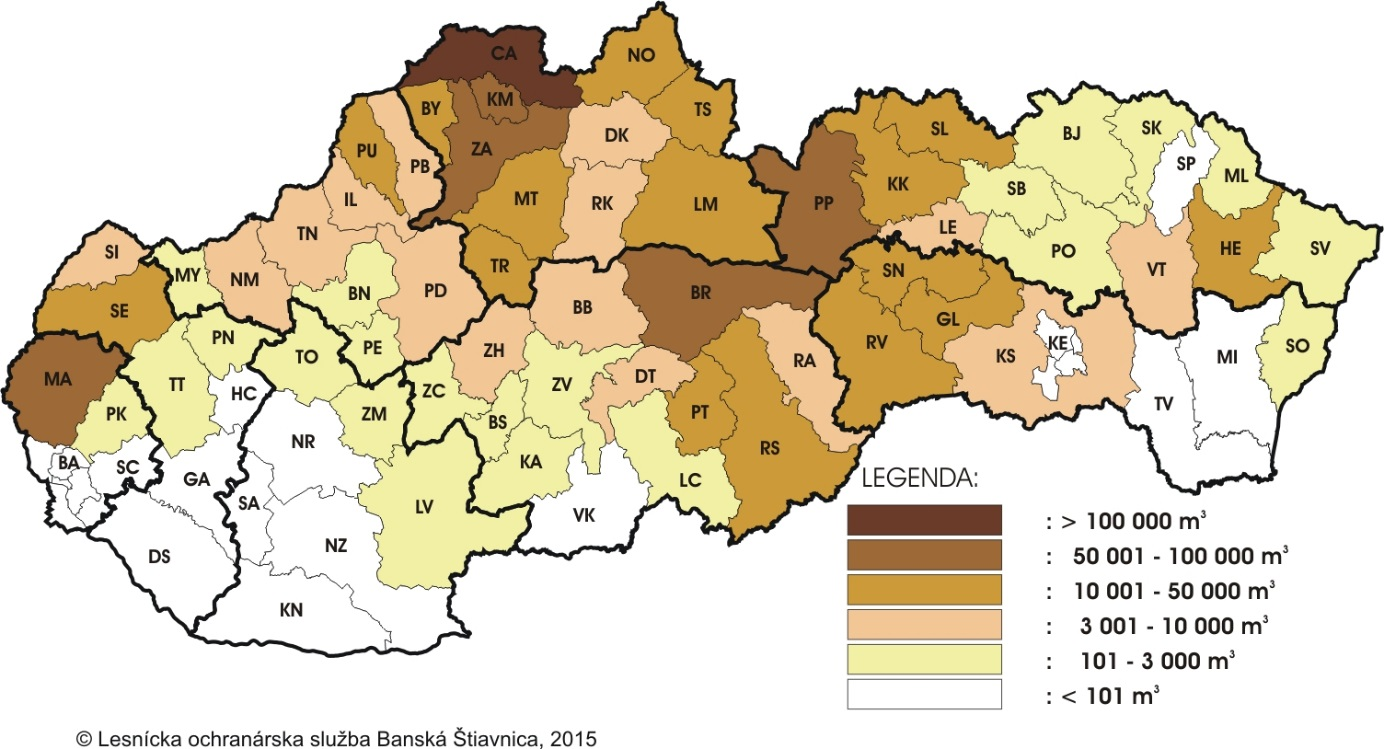 CA
NO
KM
BY
TS
PU
ZA
DK
SL
BJ
SK
PB
SP
ML
IL
MT
RK
LM
PP
KK
SB
TN
LE
SI
PO
HE
SV
MY
NM
TR
VT
BN
PD
SN
SE
BB
BR
GL
PN
TO
PE
ZH
RV
KS
KE
MI
SO
MA
TT
HC
ZC
ZV
DT
RA
PK
ZM
BS
PT
TV
NR
KA
RS
BA
SC
GA
SA
LV
LC
VK
DS
NZ
KN
LEGENDA:
: > 100 000 m³
: 50 001 - 100 000 m³
: 10 001 - 50 000 m³
: 3 001 - 10 000 m³
: 101 - 3 000 m³
: < 101 m³
© Lesnícka ochranárska služba Banská Štiavnica, 2015